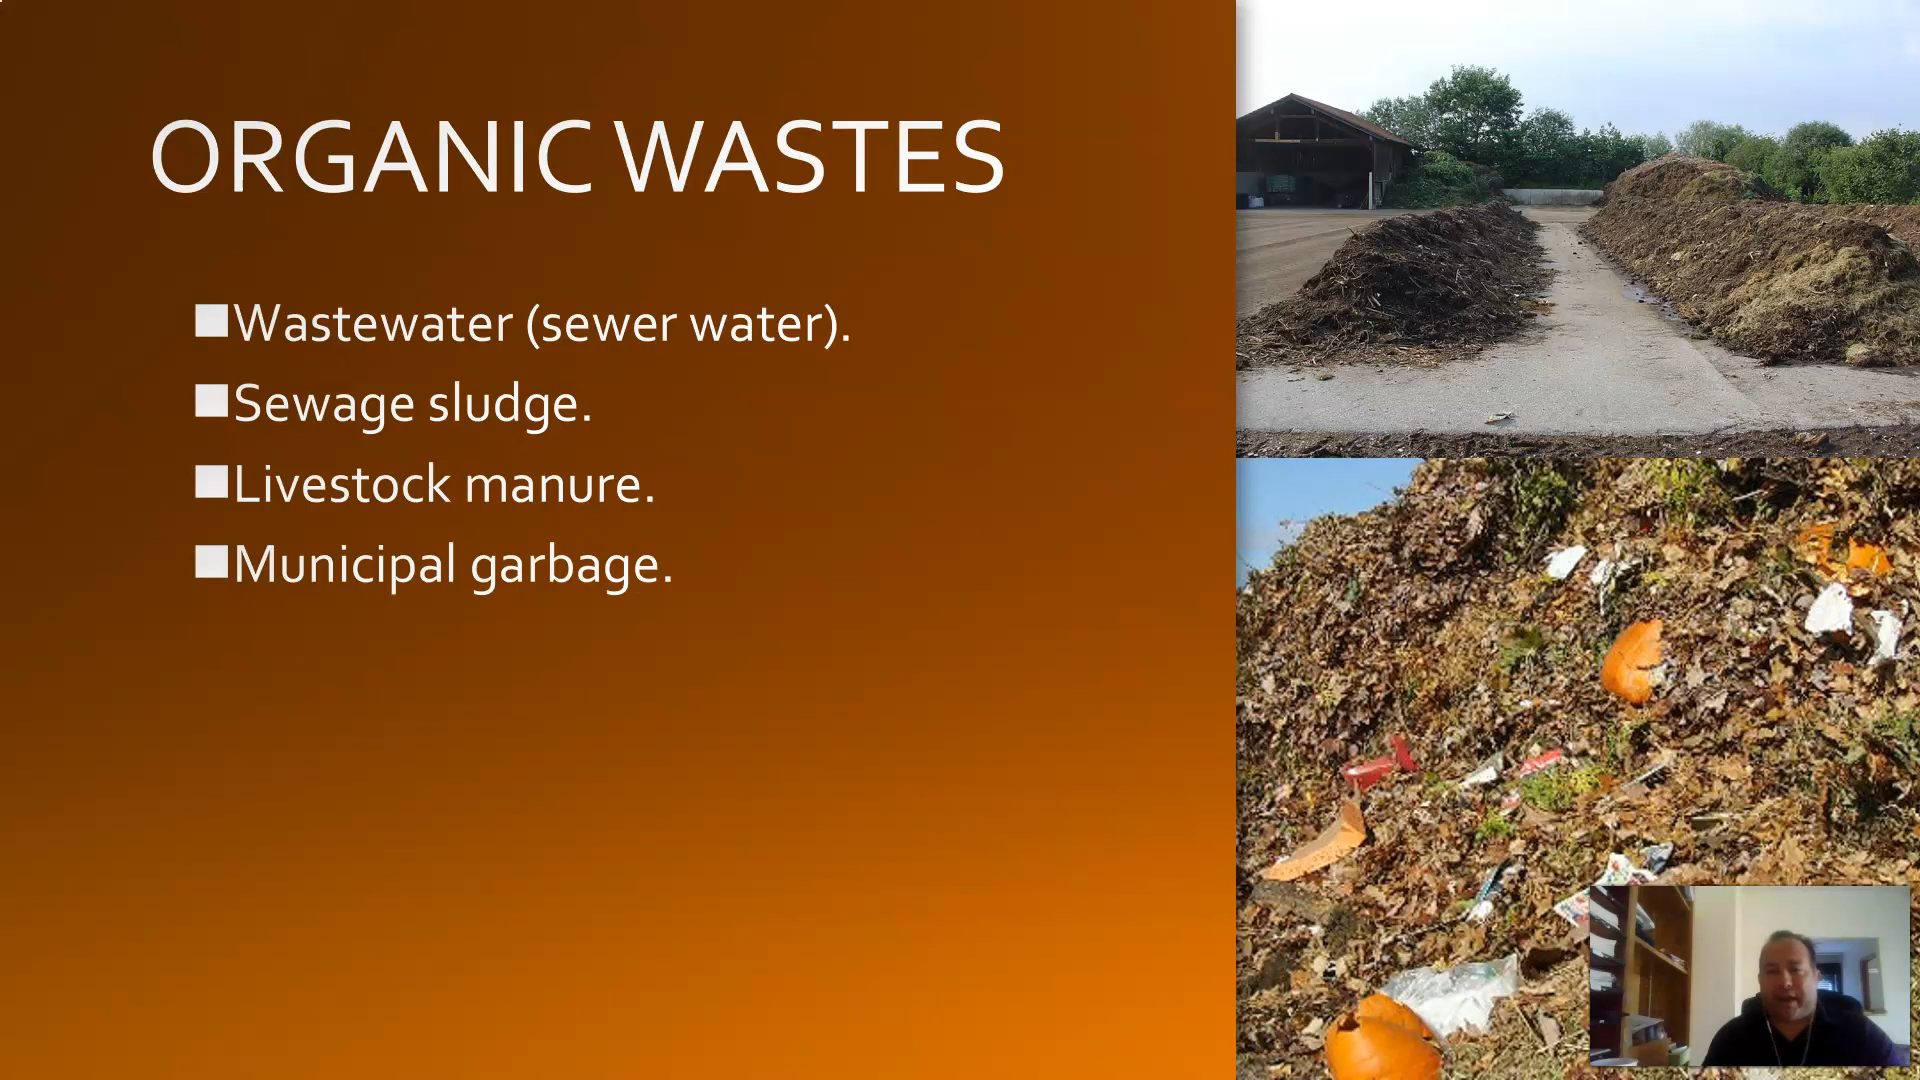 ORGANIC WASTES
Wastewater (sewer water).
Sewage sludge.
Livestock manure.
Municipal garbage.